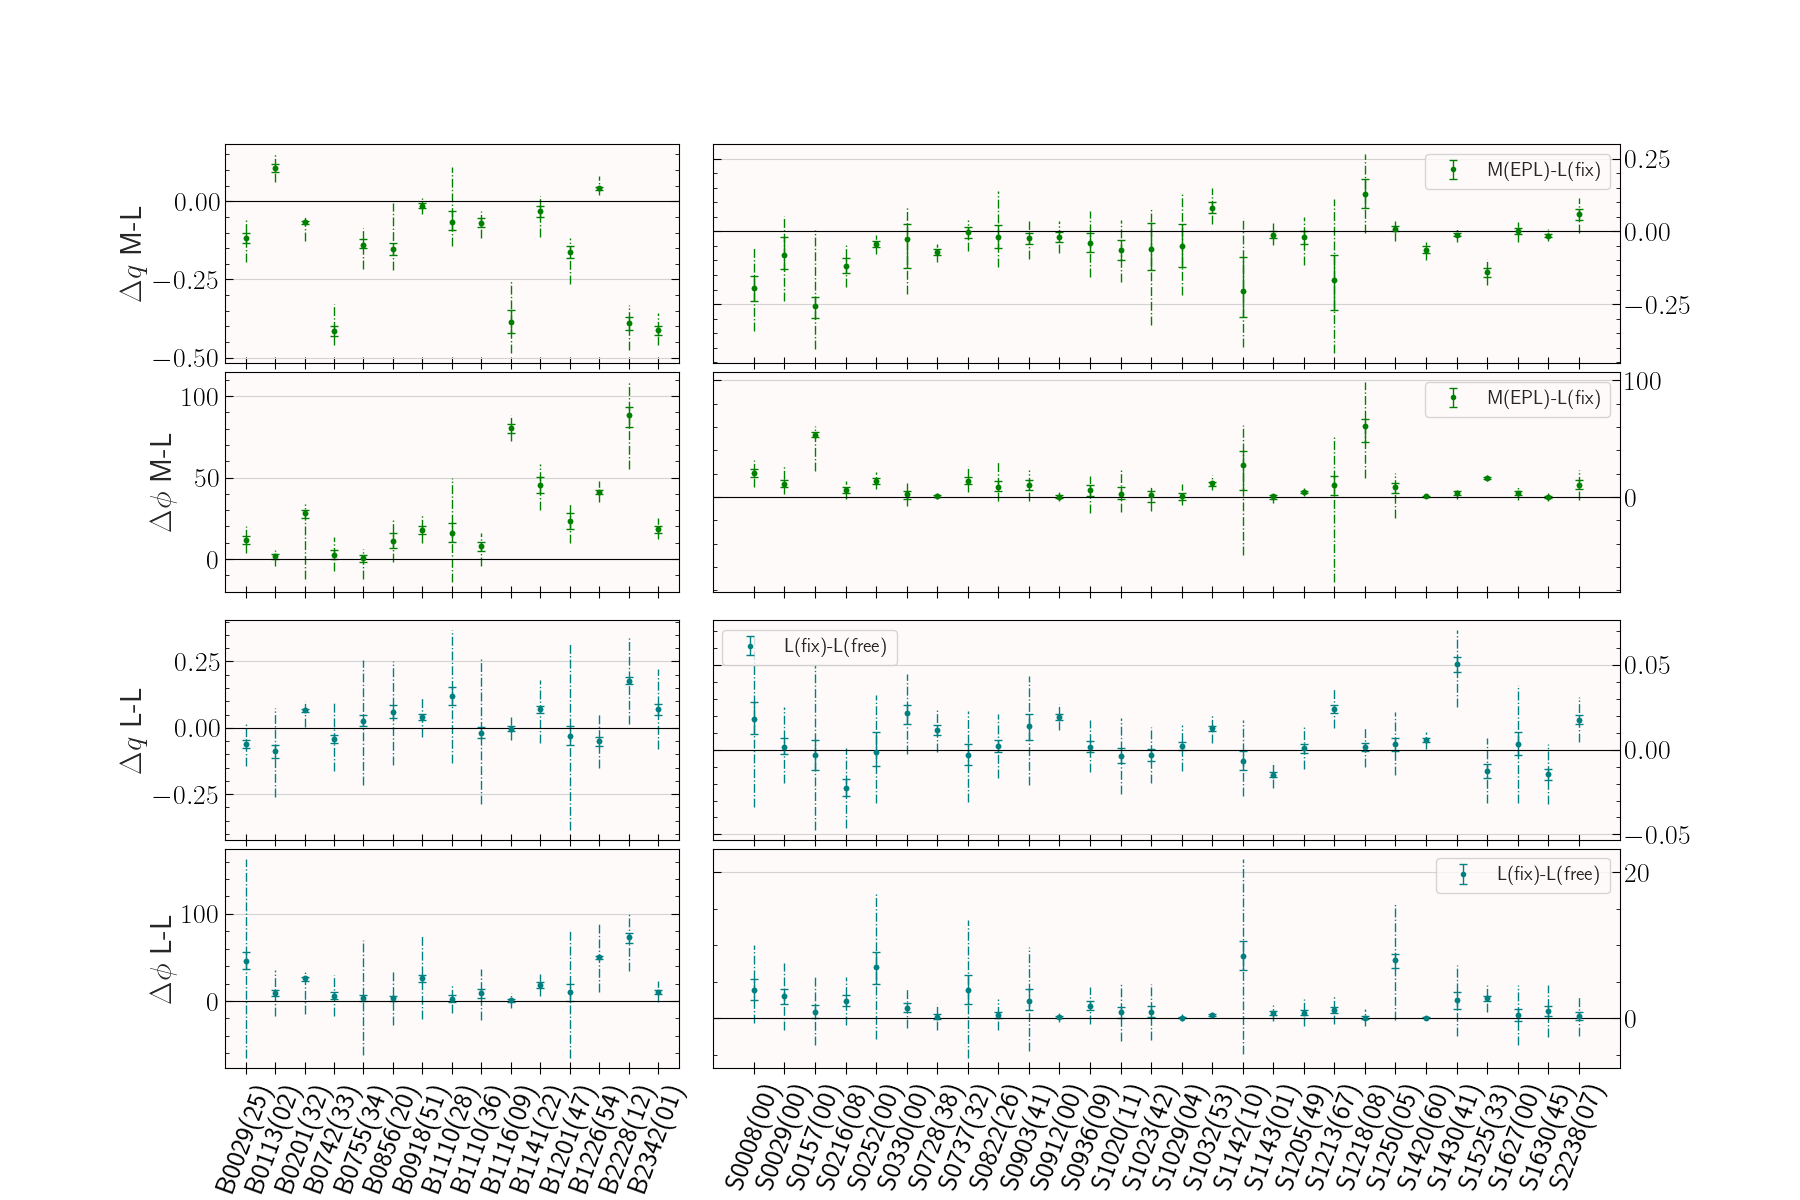 Δq M-L
0.00
−0.25
−0.50
M(EPL)-L(fix)
0.25
0.00
−0.25
Δϕ M-L
100
50
0
M(EPL)-L(fix)
100
0
Δq L-L
0.25
0.00
−0.25
L(fix)-L(free)
0.05
0.00
−0.05
Δϕ L-L
100
0
L(fix)-L(free)
20
0
B0029(25)
B0113(02)
B0201(32)
B0742(33)
B0755(34)
B0856(20)
B0918(51)
B1110(28)
B1110(36)
B1116(09)
B1141(22)
B1201(47)
B1226(54)
B2228(12)
B2342(01)
S0008(00)
S0029(00)
S0157(00)
S0216(08)
S0252(00)
S0330(00)
S0728(38)
S0737(32)
S0822(26)
S0903(41)
S0912(00)
S0936(09)
S1020(11)
S1023(42)
S1029(04)
S1032(53)
S1142(10)
S1143(01)
S1205(49)
S1213(67)
S1218(08)
S1250(05)
S1420(60)
S1430(41)
S1525(33)
S1627(00)
S1630(45)
S2238(07)